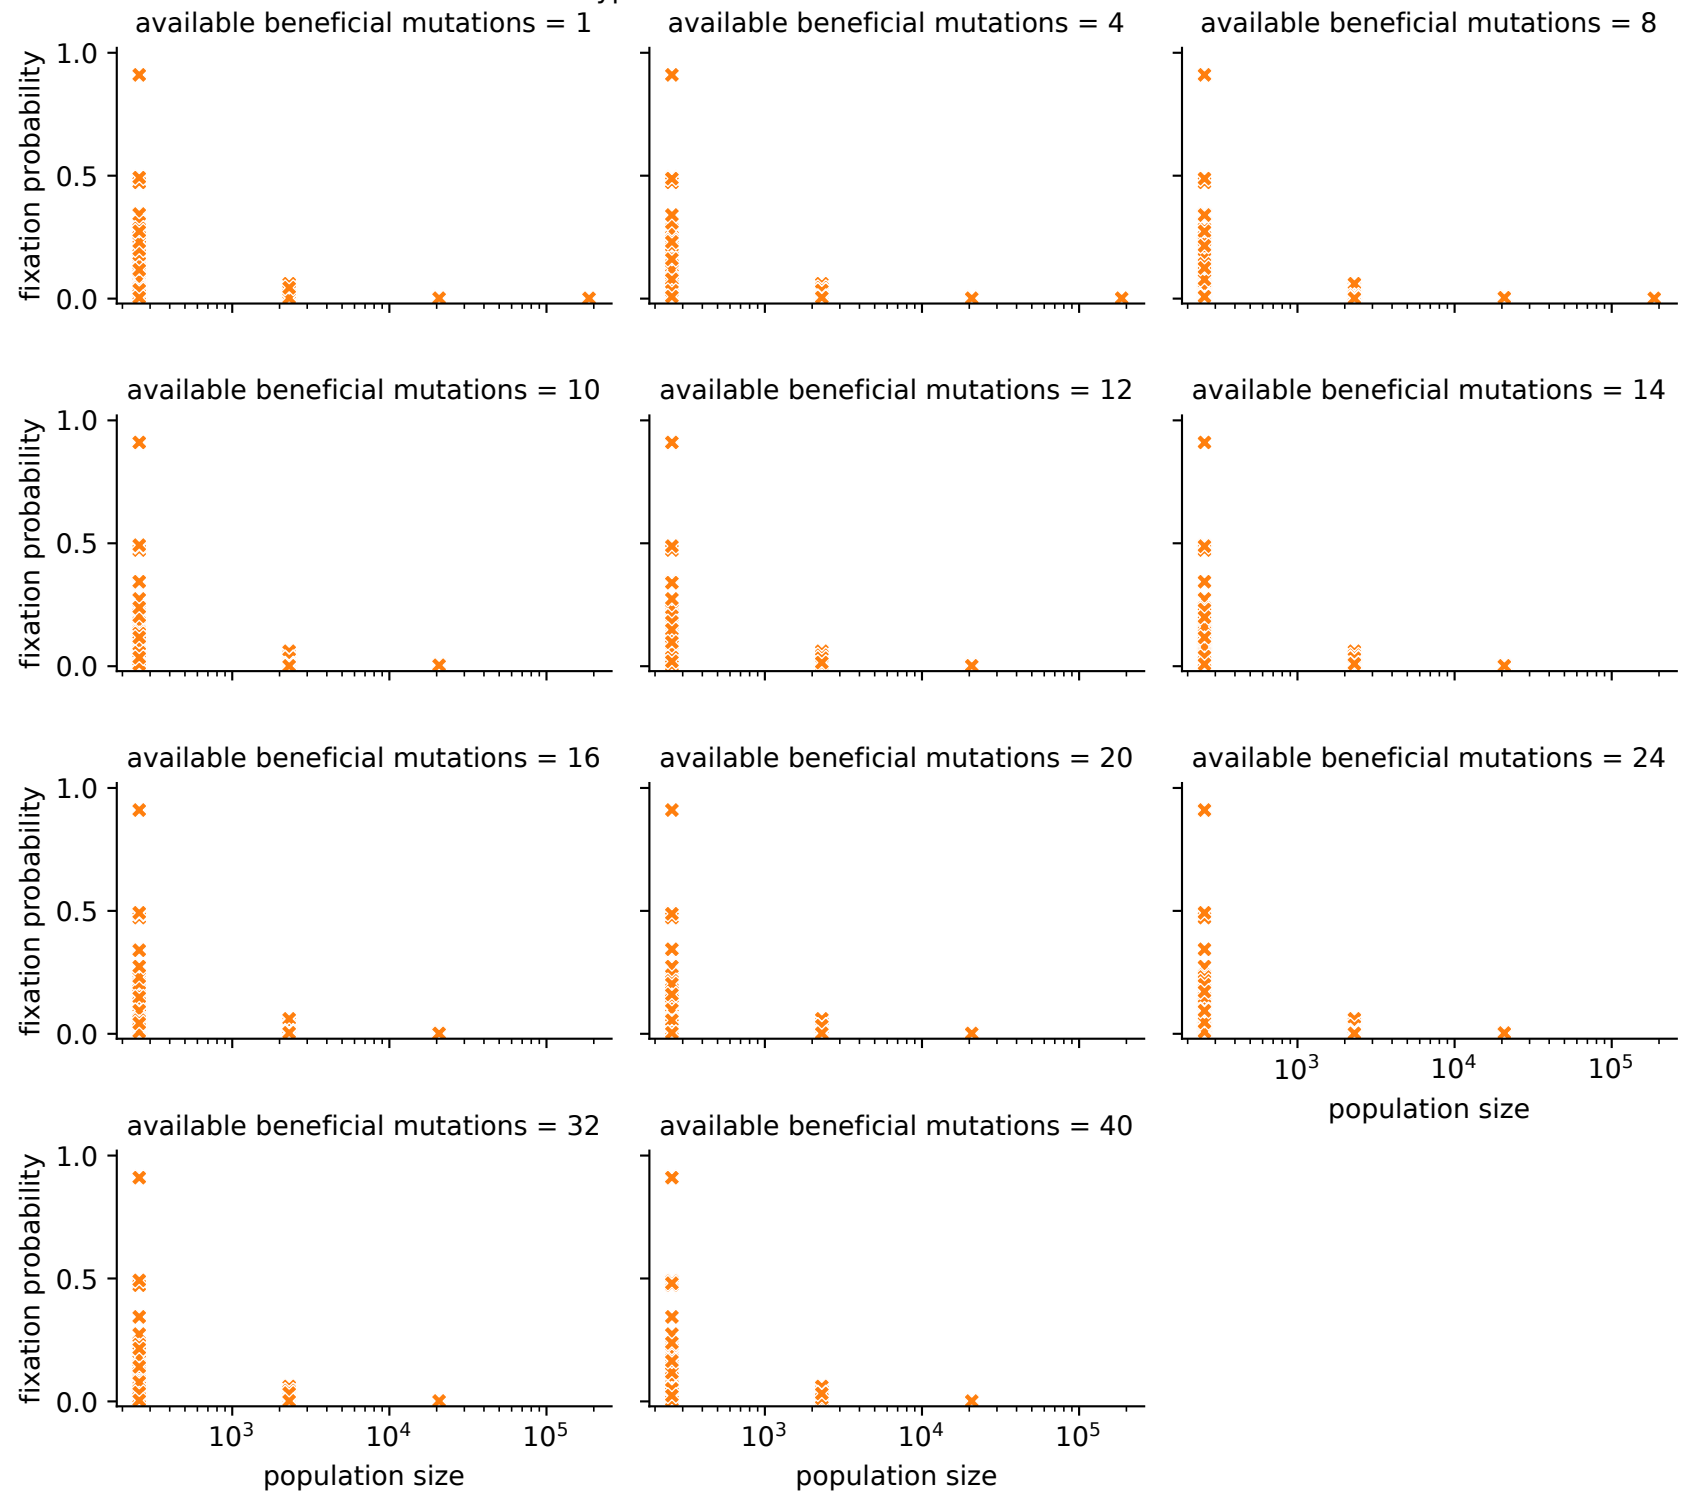 available beneficial mutations = 1
available beneficial mutations = 4
available beneficial mutations = 8
fixation probability
1.0
0.5
0.0
available beneficial mutations = 10
available beneficial mutations = 12
available beneficial mutations = 14
fixation probability
1.0
0.5
0.0
available beneficial mutations = 16
available beneficial mutations = 20
available beneficial mutations = 24
fixation probability
1.0
0.5
0.0
10³ 10⁴ 10⁵
population size
available beneficial mutations = 32
available beneficial mutations = 40
fixation probability
1.0
0.5
0.0
10³ 10⁴ 10⁵
10³ 10⁴ 10⁵
population size
population size